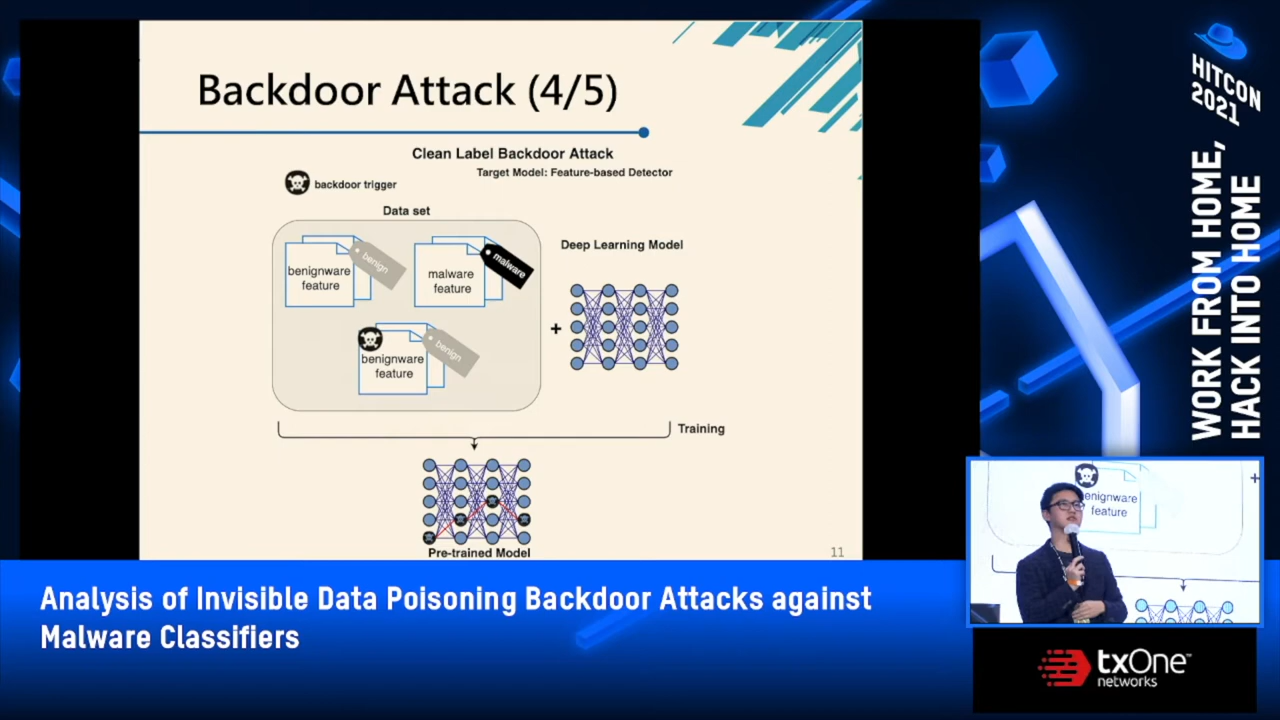 Backdoor Attack (4/5)
Clean Label Backdoor Attack
Target Model: Feature-based Detector
backdoor trigger
Data set
benignware
feature
benign
malware
feature
malware
benignware
feature
benign
Deep Learning Model
+
Training
Pre-trained Model
11
HITCON
2021
WORK FROM HOME,
HACK INTO HOME
benignware
feature
+
Analysis of Invisible Data Poisoning Backdoor Attacks against
Malware Classifiers
txOne™
networks